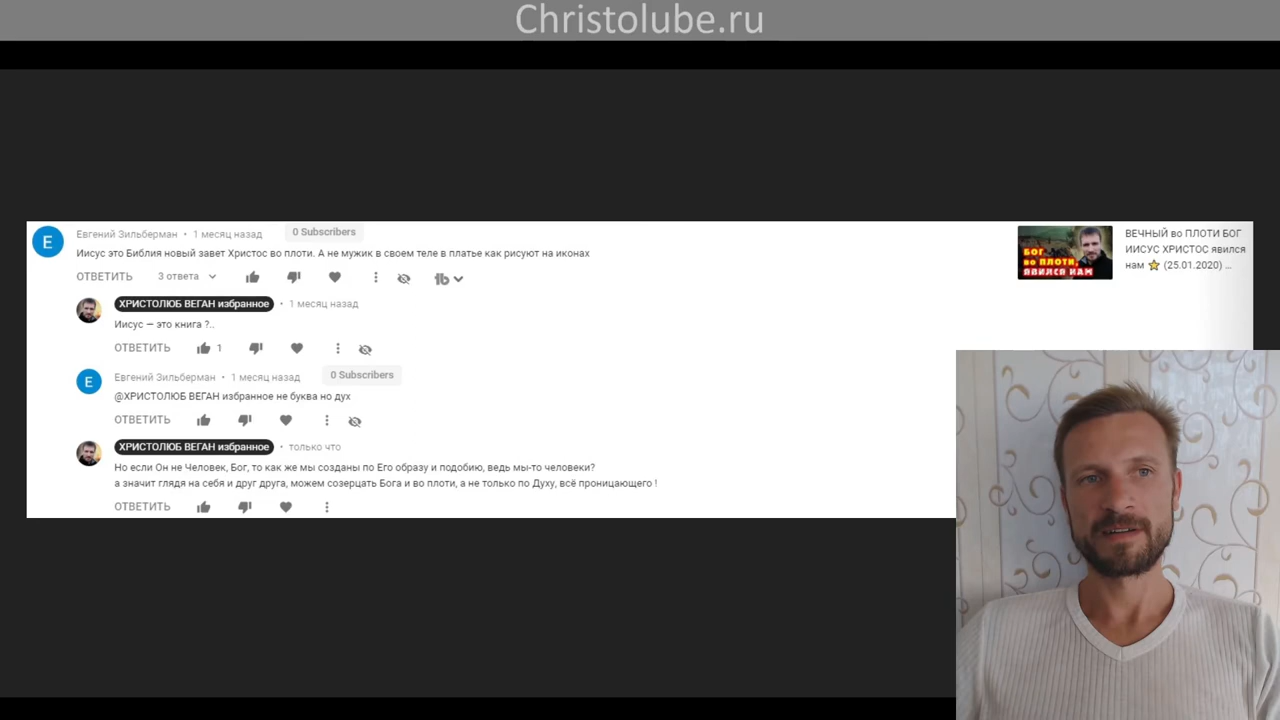 Christolube.ru
Евгений Зильберман • 1 месяц назад 0 Subscribers
Иисус это Библия новый завет Христос во плоти. А не мужик в своем теле в платье как рисуют на иконах
ОТВЕТИТЬ 3 ответа
БОГ
во ПЛОТИ,
ЯВИЛСЯ НАМ
ВЕЧНЫЙ во ПЛОТИ БОГ
ИИСУС ХРИСТОС явился
нам ⭐ (25.01.2020) ...
ХРИСТОЛЮБ ВЕГАН избранное • 1 месяц назад
Иисус — это книга ?..
ОТВЕТИТЬ 1
E
Евгений Зильберман • 1 месяц назад 0 Subscribers
@ХРИСТОЛЮБ ВЕГАН избранное не буква но дух
ОТВЕТИТЬ
ХРИСТОЛЮБ ВЕГАН избранное • только что
Но если Он не Человек, Бог, то как же мы созданы по Его образу и подобию, ведь мы-то человеки?
а значит глядя на себя и друг друга, можем созерцать Бога и во плоти, а не только по Духу, всё проницающего !
ОТВЕТИТЬ